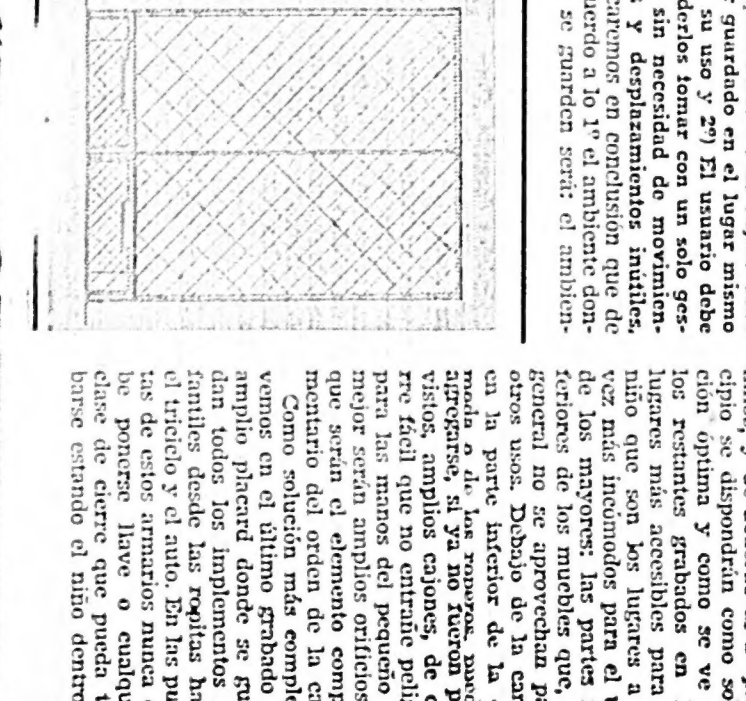 guardado en el lugar mismo
su uso y 2º) El usuario debe
derlos tomar con un solo ges-
sin necesidad de movimien-
s y desplazamientos inutiles,
caremos en conclusión que de
uerdo a lo 1º el ambiente don-
se guarden será: el ambien-
cipio se dispondrán como so
ción óptima y como se ve
los restantes grabados en
lugares más accesibles para
niño que son los lugares a
vez más incómodos para el u
de los mayores: las partes
feriores de los muebles que,
general no se aprovechan pa
otros usos. Debajo de la car
en la parte inferior de la
moda o de los roperos, pued
agregarse, si ya no fueron p
vistos, amplios cajones, de c
rre fácil que no entrañe peli
para las manos del pequeño
mejor serán amplios orificios
que serán el elemento comp
mentario del orden de la ca
Como solución más comple
vemos en el último grabado
amplio placard donde se gu
dan todos los implementos
fantiles desde las ropitas ha
el triciclo y el auto. En las pu
tas de estos armarios nunca
be ponerse llave o cualqu
clase de cierre que pueda t
barse estando el niño dentro